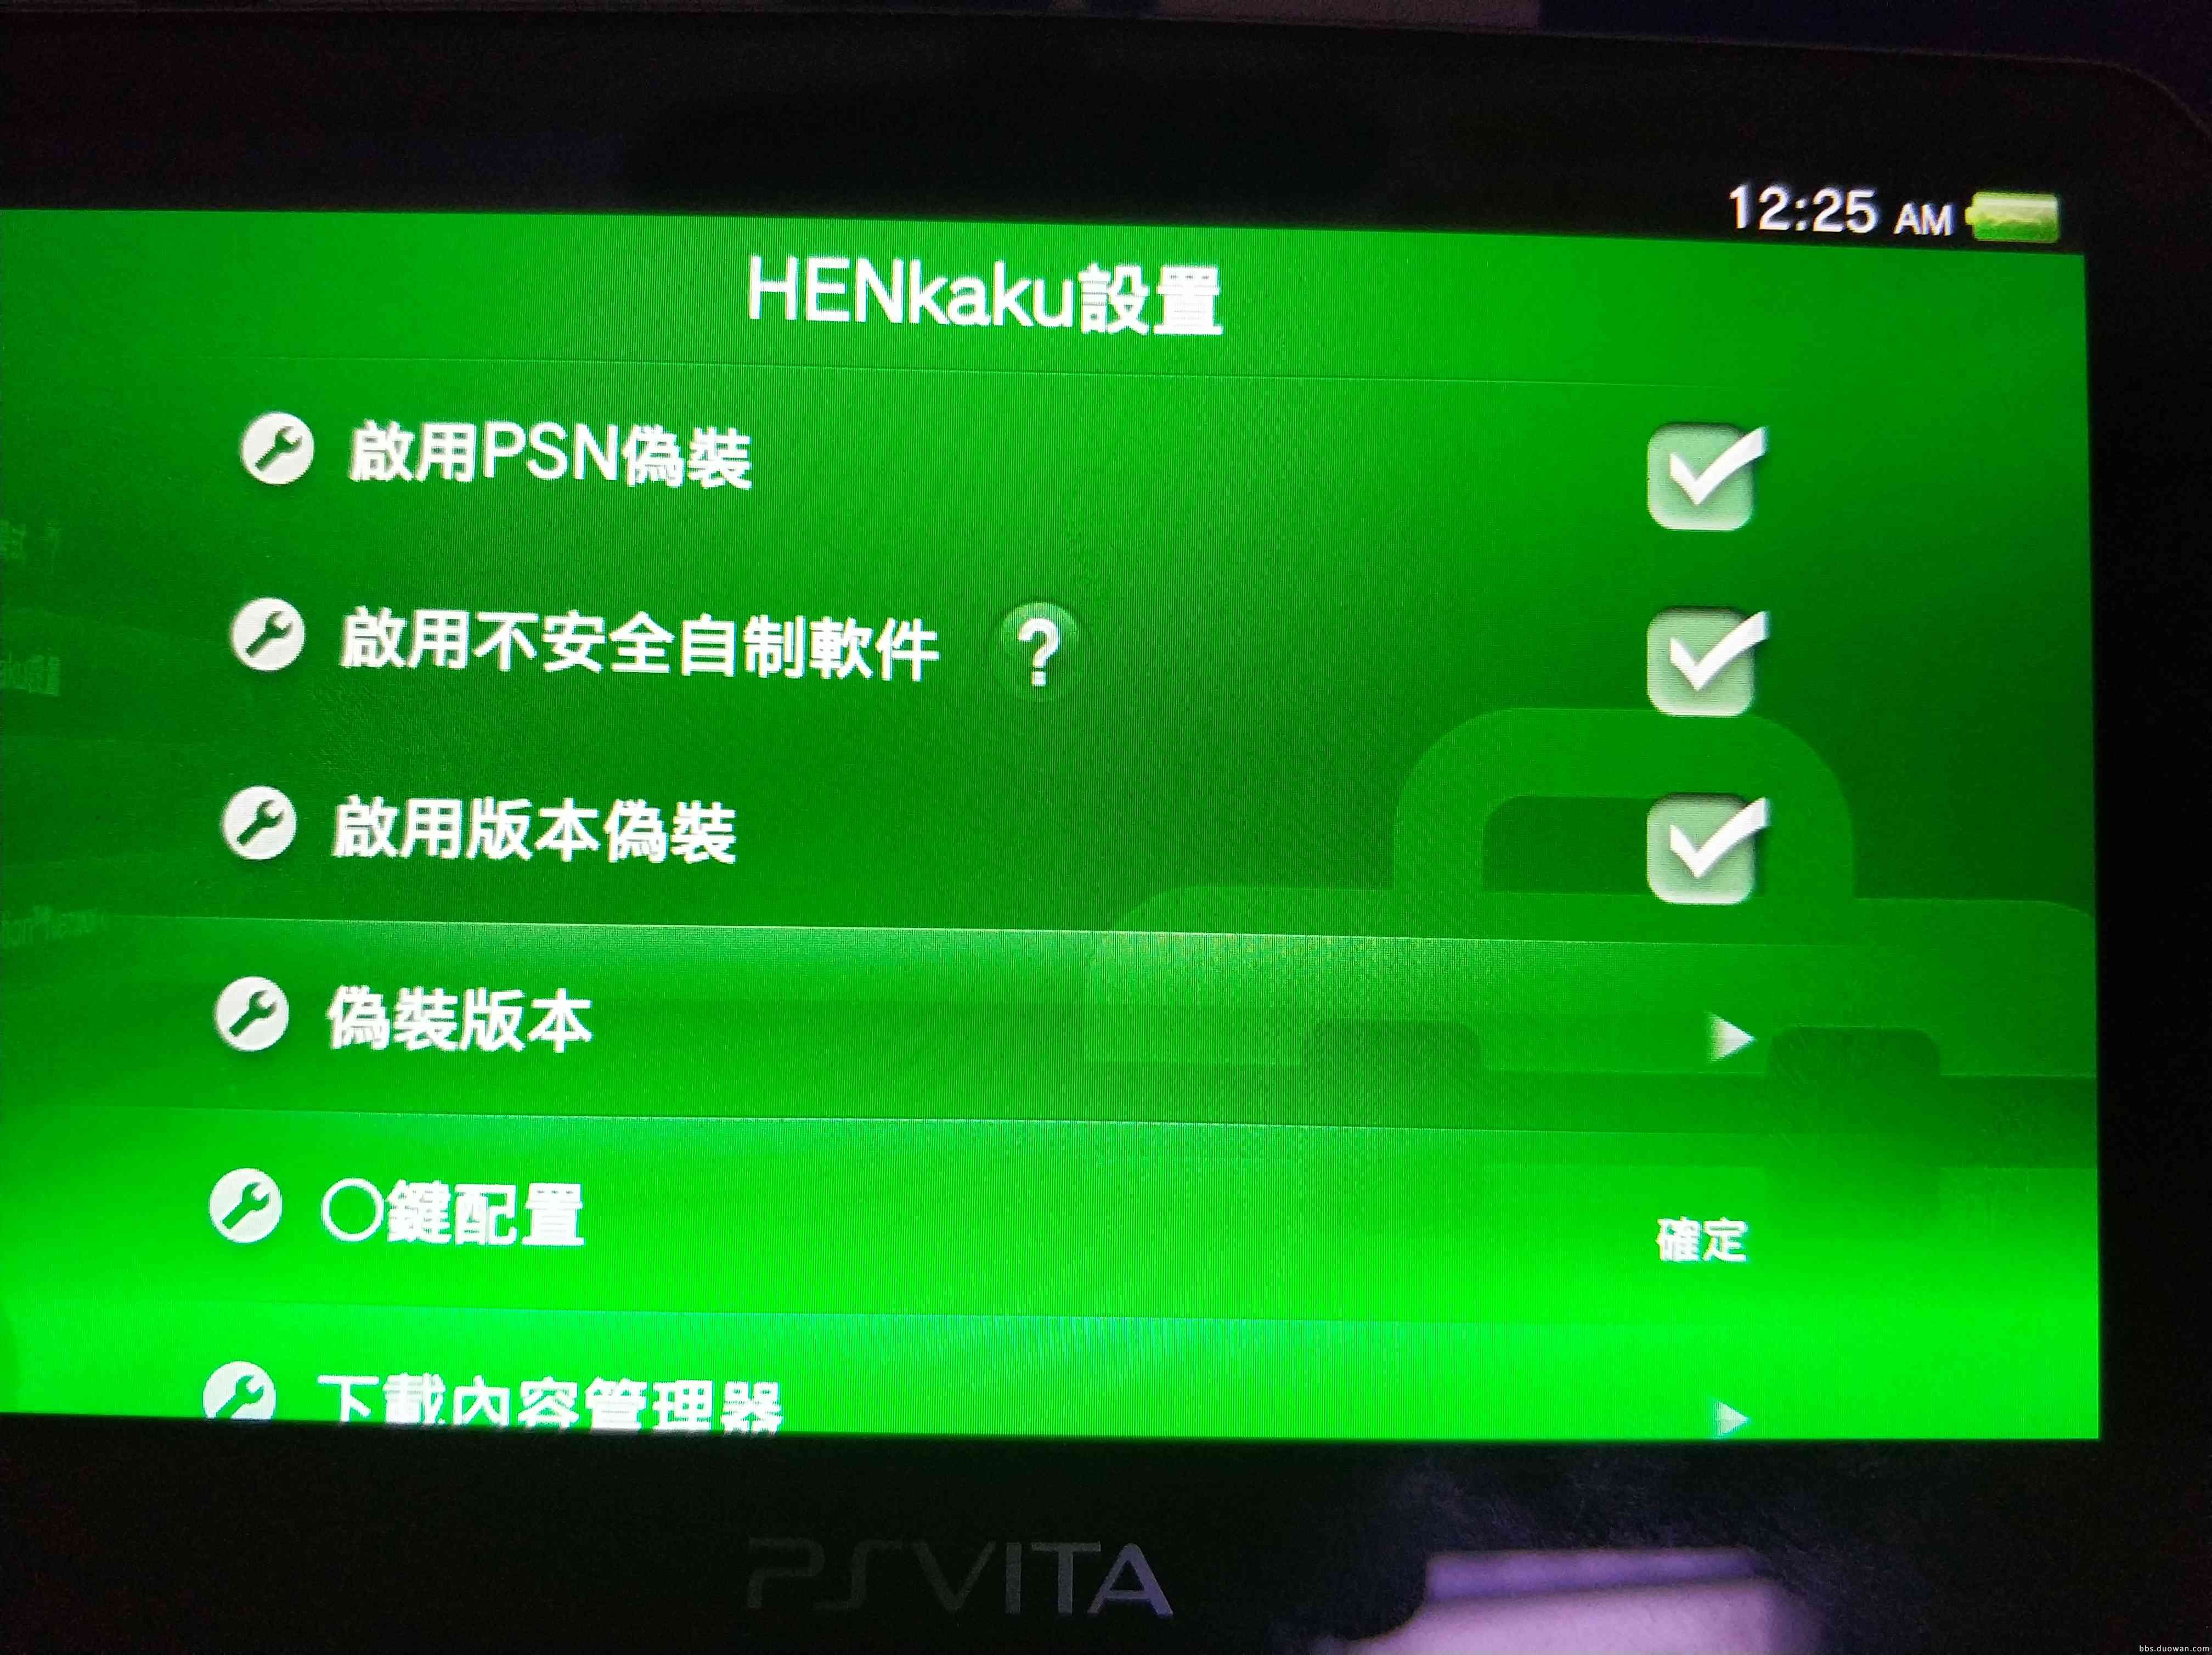 12:25 AM
HENkaku設置
啟用PSN偽裝
啟用不安全自制軟件 ?
啟用版本偽裝
偽裝版本
○鍵配置
確定
下載內容管理器
PSVITA
bbs.duowan.com